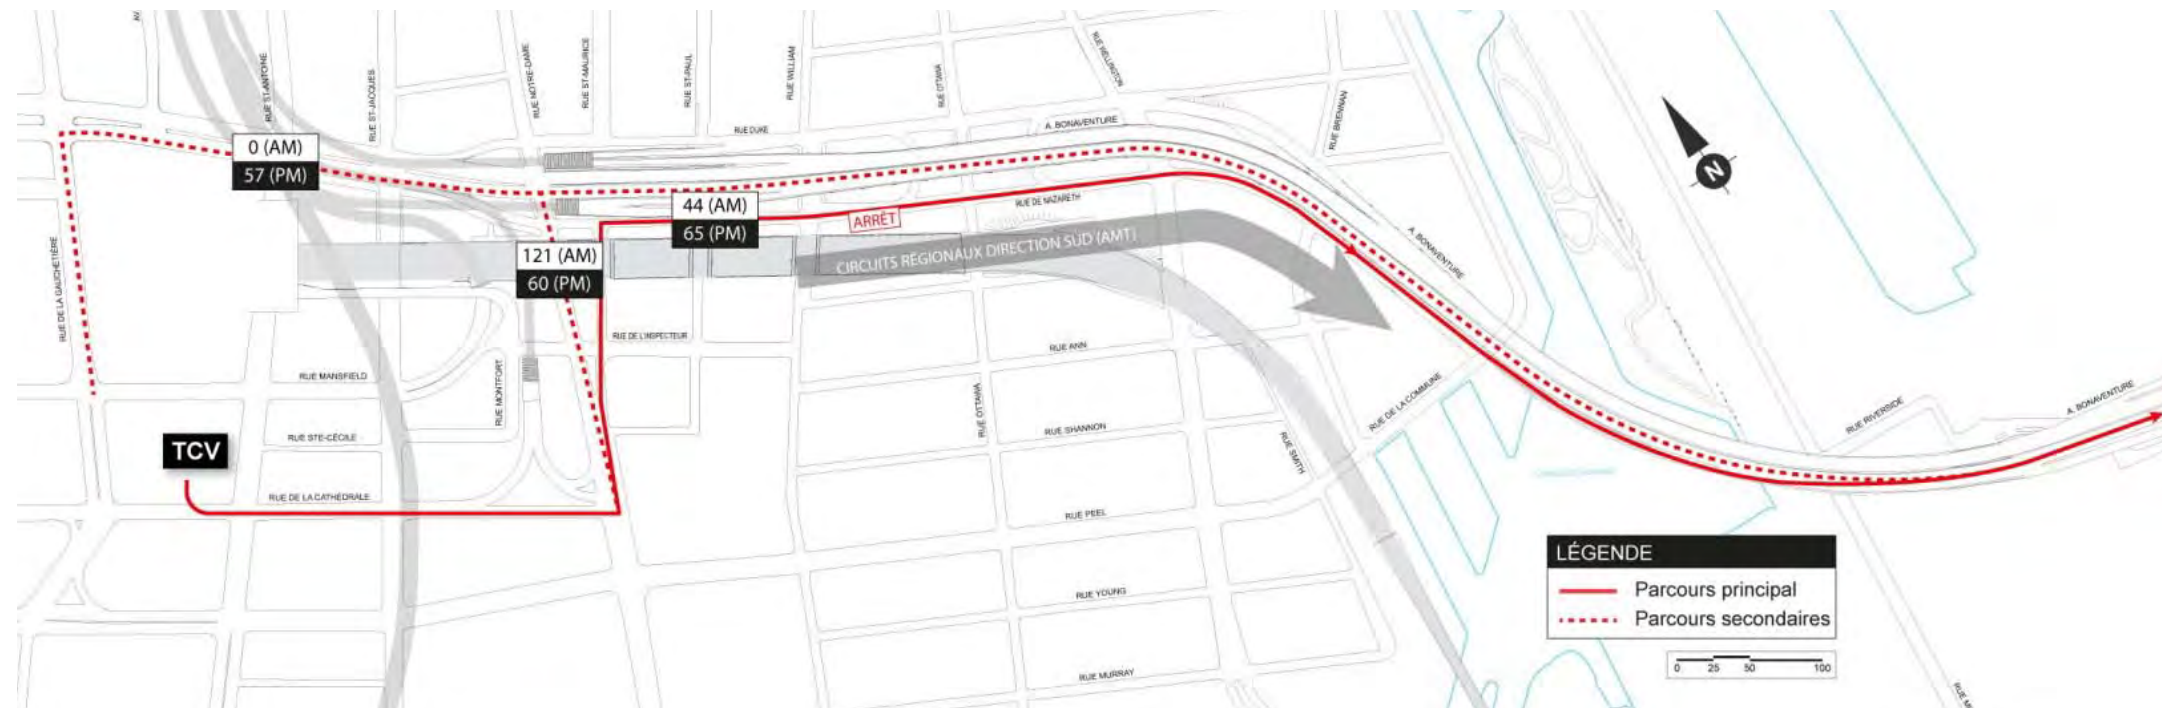 RUE ST-ANTOINE
RUE ST-JACQUES
RUE NOTRE-DAME
RUE ST-MAURICE
RUE ST-PAUL
RUE WILLIAM
RUE OTTAWA
RUE WELLINGTON
RUE BRENNAN
RUE DUKE
A. BONAVENTURE
0 (AM)
57 (PM)
44 (AM)
65 (PM)
ARRÊT
RUE DE NAZARETH
N
121 (AM)
60 (PM)
CIRCUITS RÉGIONAUX DIRECTION SUD (AMT)
A. BONAVENTURE
RUE DE LA GAUCHETIÈRE
RUE DE L'INSPECTEUR
RUE ANN
RUE MANSFIELD
RUE MONTFORT
RUE OTTAWA
RUE DE LA COMMUNE
RUE RIVERSIDE
A. BONAVENTURE
TCV
RUE STE-CÉCILE
RUE SHANNON
RUE SMITH
RUE DE LA CATHÉDRALE
RUE PEEL
RUE YOUNG
RUE MURRAY
LÉGENDE
Parcours principal
Parcours secondaires
0 25 50 100